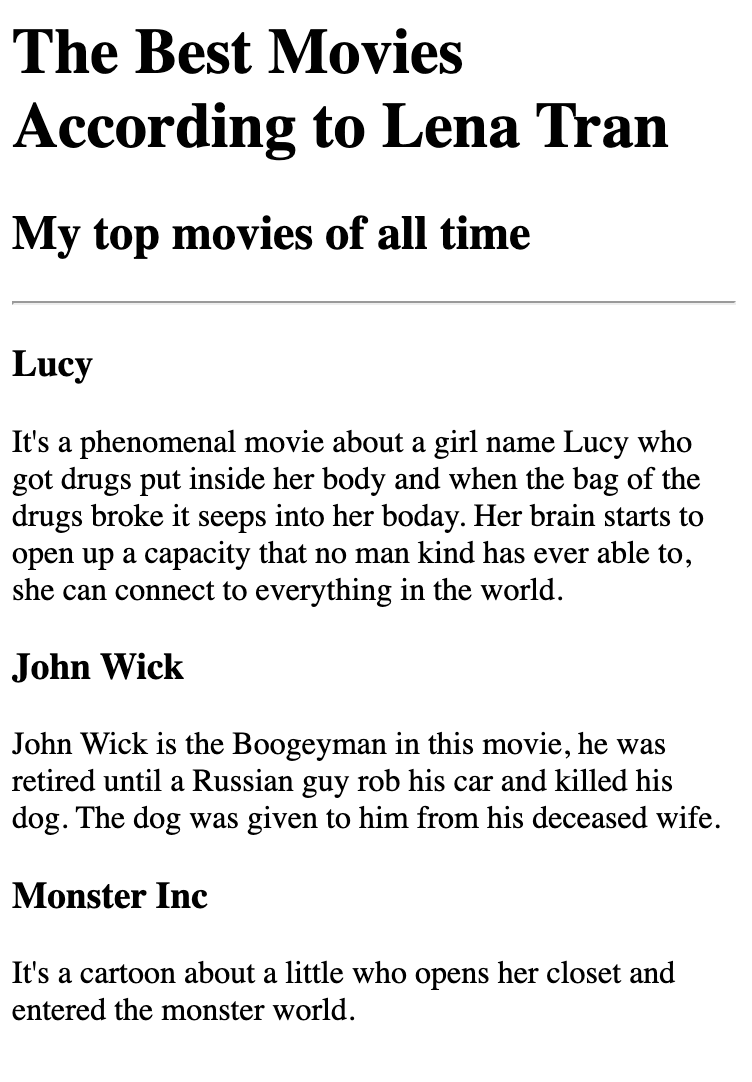 The Best Movies
According to Lena Tran
My top movies of all time
Lucy
It's a phenomenal movie about a girl name Lucy who
got drugs put inside her body and when the bag of the
drugs broke it seeps into her boday. Her brain starts to
open up a capacity that no man kind has ever able to,
she can connect to everything in the world.
John Wick
John Wick is the Boogeyman in this movie, he was
retired until a Russian guy rob his car and killed his
dog. The dog was given to him from his deceased wife.
Monster Inc
It's a cartoon about a little who opens her closet and
entered the monster world.